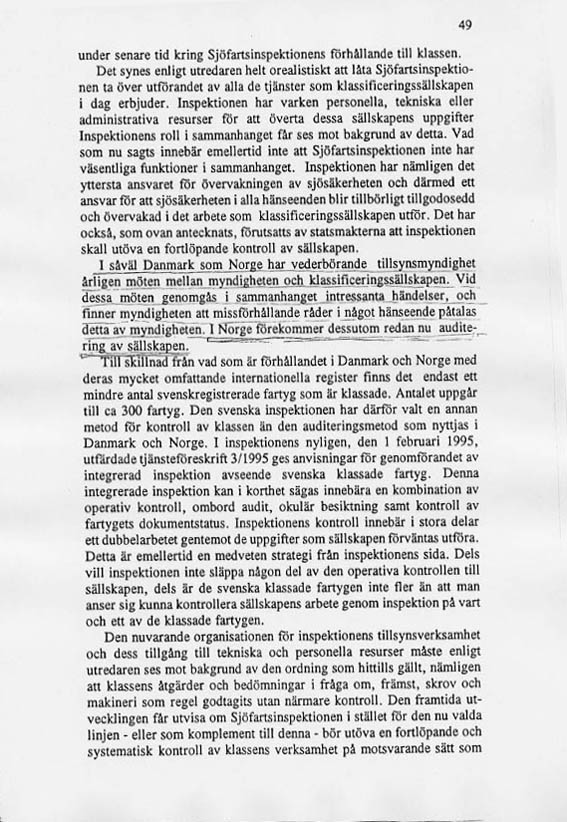 49
under senare tid kring Sjöfartsinspektionens förhållande till klassen.
Det synes enligt utredaren helt orealistiskt att låta Sjöfartsinspektio-
nen ta över utförandet av alla de tjänster som klassificeringssällskapen
i dag erbjuder. Inspektionen har varken personella, tekniska eller
administrativa resurser för att överta dessa sällskapens uppgifter
Inspektionens roll i sammanhanget får ses mot bakgrund av detta. Vad
som nu sagts innebär emellertid inte att Sjöfartsinspektionen inte har
väsentliga funktioner i sammanhanget. Inspektionen har nämligen det
yttersta ansvaret för övervakningen av sjösäkerheten och därmed ett
ansvar för att sjösäkerheten i alla hänseenden blir tillbörligt tillgodosedd
och övervakad i det arbete som klassificeringssällskapen utför. Det har
också, som ovan antecknats, förutsatts av statsmakterna att inspektionen
skall utöva en fortlöpande kontroll av sällskapen.
I såväl Danmark som Norge har vederbörande tillsynsmyndighet
årligen möten mellan myndigheten och klassificeringssällskapen. Vid
dessa möten genomgås i sammanhanget intressanta händelser, och
finner myndigheten att missförhållande råder i något hänseende påtalas
detta av myndigheten. I Norge förekommer dessutom redan nu audite-
ring av sällskapen.
Till skillnad från vad som är förhållandet i Danmark och Norge med
deras mycket omfattande internationella register finns det endast ett
mindre antal svenskregistrerade fartyg som är klassade. Antalet uppgår
till ca 300 fartyg. Den svenska inspektionen har därför valt en annan
metod för kontroll av klassen än den auditeringsmetod som nyttjas i
Danmark och Norge. I inspektionens nyligen, den 1 februari 1995,
utfärdade tjänsteföreskrift 3/1995 ges anvisningar för genomförandet av
integrerad inspektion avseende svenska klassade fartyg. Denna
integrerade inspektion kan i korthet sägas innebära en kombination av
operativ kontroll, ombord audit, okulär besiktning samt kontroll av
fartygets dokumentstatus. Inspektionens kontroll innebär i stora delar
ett dubbelarbetet gentemot de uppgifter som sällskapen förväntas utföra.
Detta är emellertid en medveten strategi från inspektionens sida. Dels
vill inspektionen inte släppa någon del av den operativa kontrollen till
sällskapen, dels är de svenska klassade fartygen inte fler än att man
anser sig kunna kontrollera sällskapens arbete genom inspektion på vart
och ett av de klassade fartygen.
Den nuvarande organisationen för inspektionens tillsynsverksamhet
och dess tillgång till tekniska och personella resurser måste enligt
utredaren ses mot bakgrund av den ordning som hittills gällt, nämligen
att klassens åtgärder och bedömningar i fråga om, främst, skrov och
makineri som regel godtagits utan närmare kontroll. Den framtida ut-
vecklingen får utvisa om Sjöfartsinspektionen i stället för den nu valda
linjen - eller som komplement till denna - bör utöva en fortlöpande och
systematisk kontroll av klassens verksamhet på motsvarande sätt som